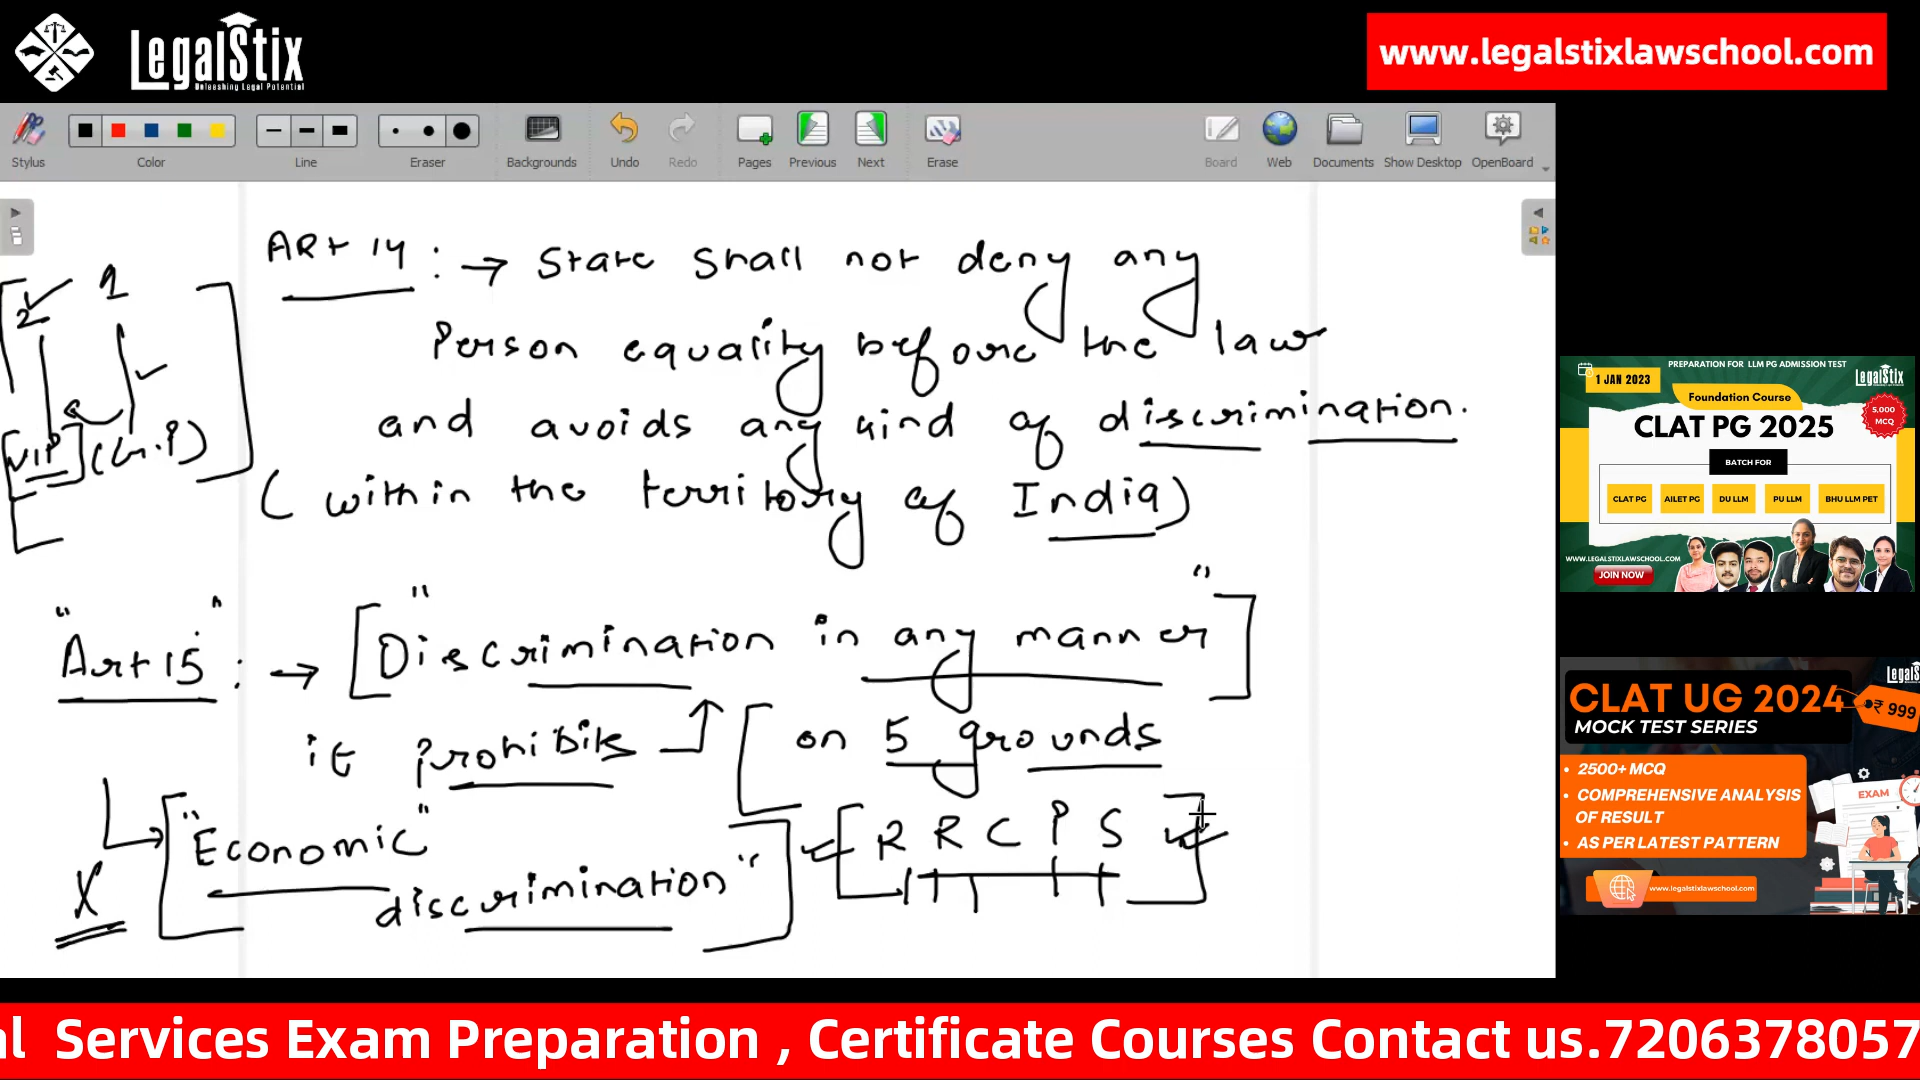 LegalStix
Unleashing Legal Potential
www.legalstixlawschool.com
Stylus
Color
Line
Eraser
Backgrounds
Undo
Redo
Pages
Previous
Next
Erase
Board
Web
Documents
Show Desktop
OpenBoard
ARt 14 : → State shall not deny any
Person equality before the law
and avoids any kind of discrimination.
(within the territory of India)
2 1
[VIP] (Gn.P)
"Art 15" : → ["Discrimination in any manner"]
it prohibits
on 5 grounds
R R C P S
X
"Economic"
discrimination"
PREPARATION FOR LLM PG ADMISSION TEST
1 JAN 2023
LegalStix
Foundation Course
5,000
MCQ
CLAT PG 2025
BATCH FOR
CLAT PG
AILET PG
DU LLM
PU LLM
BHU LLM PET
WWW.LEGALSTIXLAWSCHOOL.COM
JOIN NOW
LegalS
CLAT UG 2024
₹ 999
MOCK TEST SERIES
• 2500+ MCQ
• COMPREHENSIVE ANALYSIS
OF RESULT
• AS PER LATEST PATTERN
EXAM
www.legalstixlawschool.com
al Services Exam Preparation , Certificate Courses Contact us.7206378057